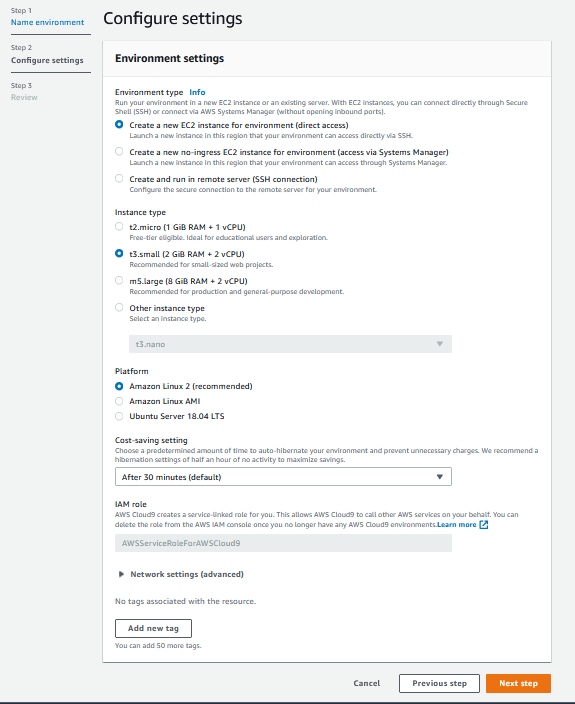 Step 1
Name environment
Step 2
Configure settings
Step 3
Review
Configure settings
Environment settings
Environment type Info
Run your environment in a new EC2 instance or an existing server. With EC2 instances, you can connect directly through Secure
Shell (SSH) or connect via AWS Systems Manager (without opening inbound ports).
Create a new EC2 instance for environment (direct access)
Launch a new instance in this region that your environment can access directly via SSH.
Create a new no-ingress EC2 instance for environment (access via Systems Manager)
Launch a new instance in this region that your environment can access through Systems Manager.
Create and run in remote server (SSH connection)
Configure the secure connection to the remote server for your environment.
Instance type
t2.micro (1 GiB RAM + 1 vCPU)
Free-tier eligible. Ideal for educational users and exploration.
t3.small (2 GiB RAM + 2 vCPU)
Recommended for small-sized web projects.
m5.large (8 GiB RAM + 2 vCPU)
Recommended for production and general-purpose development.
Other instance type
Select an instance type.
t3.nano
Platform
Amazon Linux 2 (recommended)
Amazon Linux AMI
Ubuntu Server 18.04 LTS
Cost-saving setting
Choose a predetermined amount of time to auto-hibernate your environment and prevent unnecessary charges. We recommend a
hibernation settings of half an hour of no activity to maximize savings.
After 30 minutes (default)
IAM role
AWS Cloud9 creates a service-linked role for you. This allows AWS Cloud9 to call other AWS services on your behalf. You can
delete the role from the AWS IAM console once you no longer have any AWS Cloud9 environments.Learn more
AWSServiceRoleForAWSCloud9
Network settings (advanced)
No tags associated with the resource.
Add new tag
You can add 50 more tags.
Cancel
Previous step
Next step